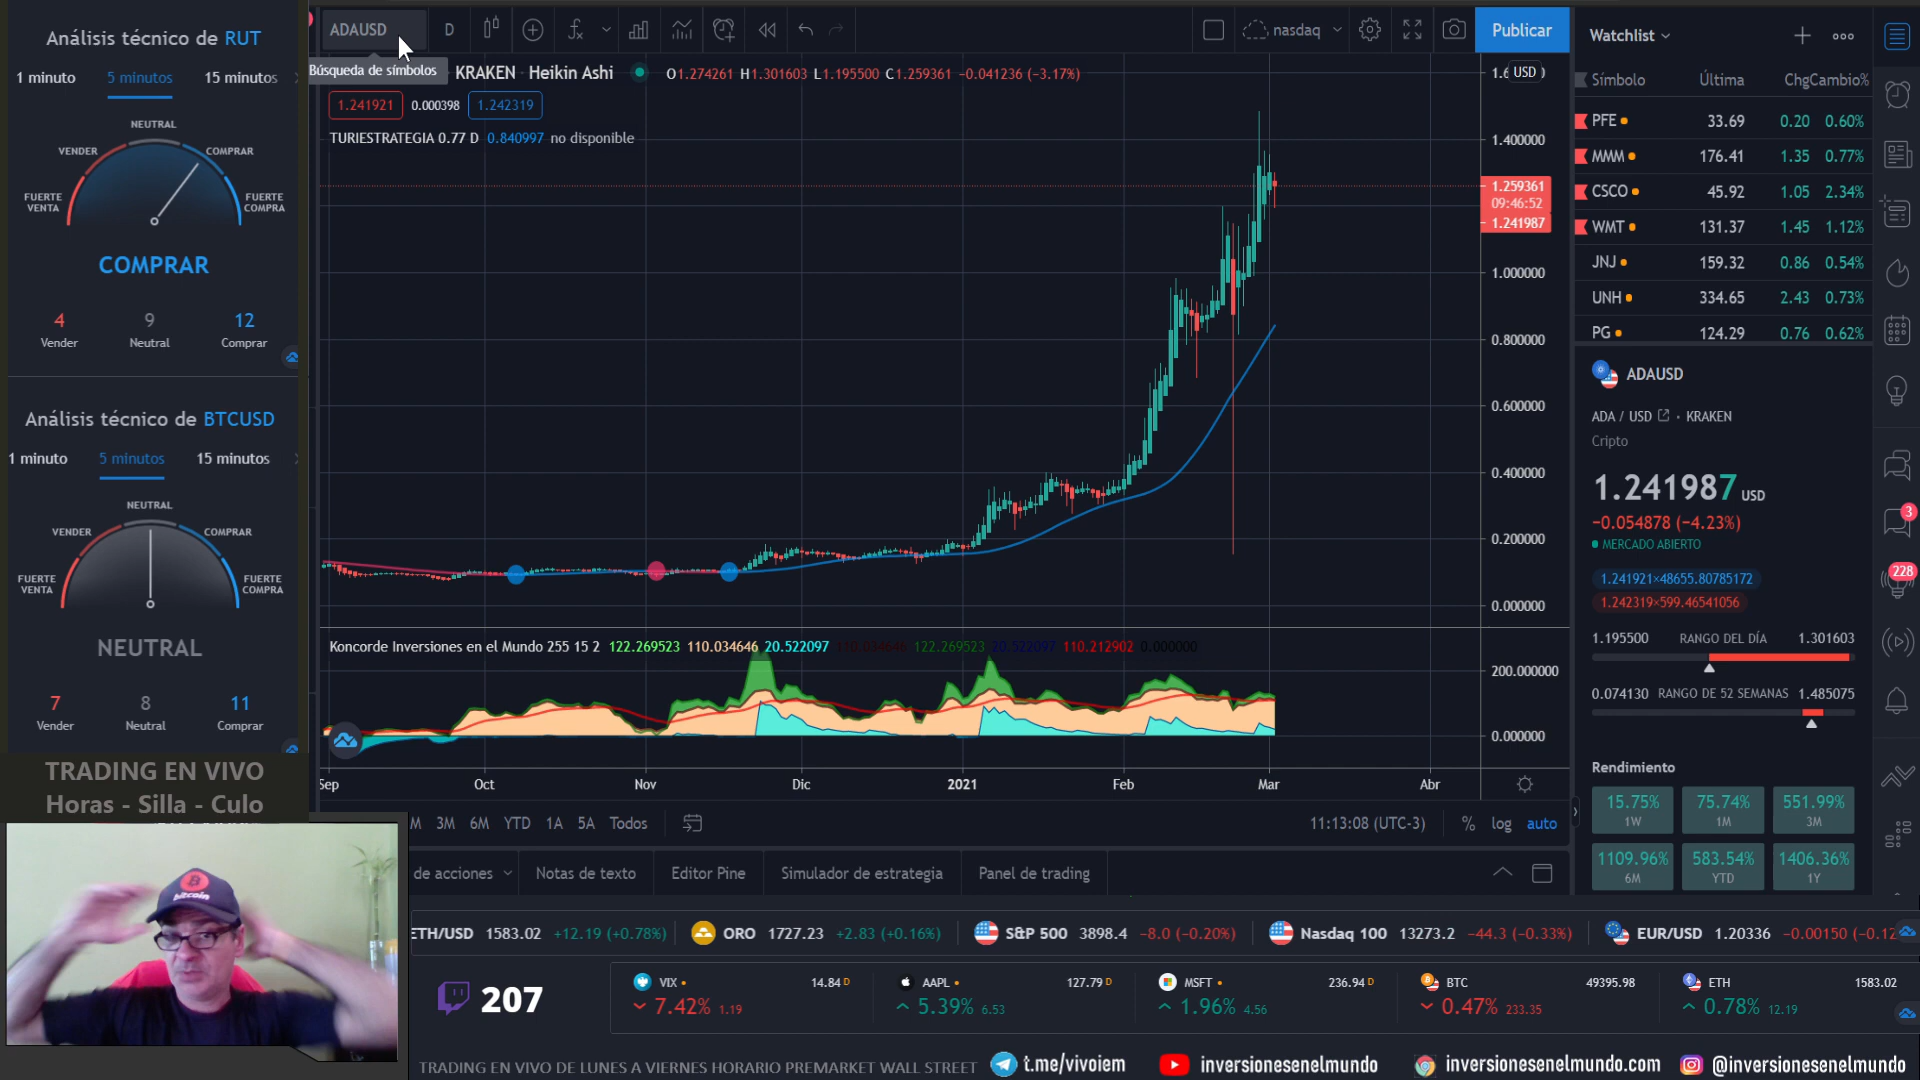 Análisis técnico de RUT
1 minuto 5 minutos 15 minutos
NEUTRAL
VENDER COMPRAR
FUERTE VENTA FUERTE COMPRA
COMPRAR
4 9 12
Vender Neutral Comprar
Análisis técnico de BTCUSD
1 minuto 5 minutos 15 minutos
NEUTRAL
VENDER COMPRAR
FUERTE VENTA FUERTE COMPRA
NEUTRAL
7 8 11
Vender Neutral Comprar
TRADING EN VIVO
Horas - Silla - Culo
bitcoin
ADAUSD D nasdaq Publicar
Búsqueda de símbolos KRAKEN Heikin Ashi O1.274261 H1.301603 L1.195500 C1.259361 −0.041236 (−3.17%)
1.241921 0.000398 1.242319
TURIESTRATEGIA 0.77 D 0.840997 no disponible
USD
1.400000
1.259361
09:46:52
1.241987
1.000000
0.800000
0.600000
0.400000
0.200000
0.000000
Koncorde Inversiones en el Mundo 255 15 2 122.269523 110.034646 20.522097 110.034646 122.269523 20.522097 110.212902 0.000000
200.000000
0.000000
Sep Oct Nov Dic 2021 Feb Mar Abr
M 3M 6M YTD 1A 5A Todos 11:13:08 (UTC-3) % log auto
de acciones Notas de texto Editor Pine Simulador de estrategia Panel de trading
Watchlist
Símbolo Última ChgCambio%
PFE 33.69 0.20 0.60%
MMM 176.41 1.35 0.77%
CSCO 45.92 1.05 2.34%
WMT 131.37 1.45 1.12%
JNJ 159.32 0.86 0.54%
UNH 334.65 2.43 0.73%
PG 124.29 0.76 0.62%
ADAUSD
ADA / USD · KRAKEN
Cripto
1.241987 USD
−0.054878 (−4.23%)
MERCADO ABIERTO
1.241921×48655.80785172
1.242319×599.46541056
1.195500 RANGO DEL DÍA 1.301603
0.074130 RANGO DE 52 SEMANAS 1.485075
Rendimiento
15.75% 75.74% 551.99%
1W 1M 3M
1109.96% 583.54% 1406.36%
6M YTD 1Y
3
228
ETH/USD 1583.02 +12.19 (+0.78%) ORO 1727.23 +2.83 (+0.16%) S&P 500 3898.4 −8.0 (−0.20%) Nasdaq 100 13273.2 −44.3 (−0.33%) EUR/USD 1.20336 −0.00150 (−0.12
207
VIX 14.84 D AAPL 127.79 D MSFT 236.94 D BTC 49395.98 ETH 1583.02
7.42% 1.19 5.39% 6.53 1.96% 4.56 0.47% 233.35 0.78% 12.19
TRADING EN VIVO DE LUNES A VIERNES HORARIO PREMARKET WALL STREET t.me/vivoiem inversionesenelmundo inversionesenelmundo.com @inversionesenelmundo